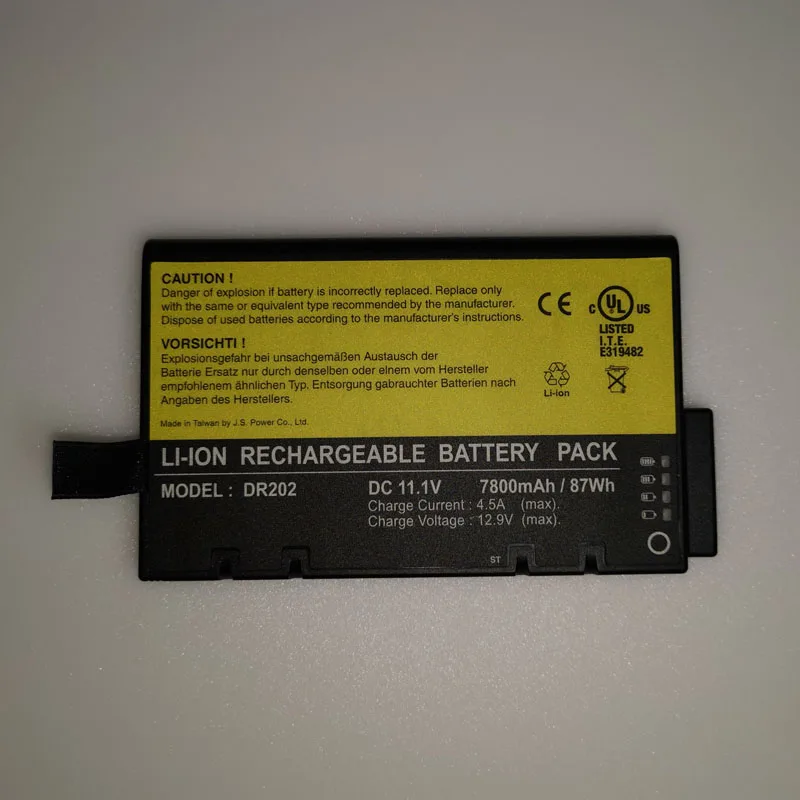 CAUTION !
Danger of explosion if battery is incorrectly replaced. Replace only
with the same or equivalent type recommended by the manufacturer.
Dispose of used batteries according to the manufacturer's instructions.
CE
c UL US
LISTED
I.T.E.
E319482
VORSICHTI !
Explosionsgefahr bei unsachgemäßen Austausch der
Batterie Ersatz nur durch denselben oder einem vom Hersteller
empfohlenem ähnlichen Typ. Entsorgung gabrauchter Batterien nach
Angaben des Herstellers.
Li-ion
Made in Taiwan by J.S. Power Co., Ltd.
LI-ION RECHARGEABLE BATTERY PACK
MODEL : DR202
DC 11.1V 7800mAh / 87Wh
Charge Current : 4.5A (max).
Charge Voltage : 12.9V (max).
ST